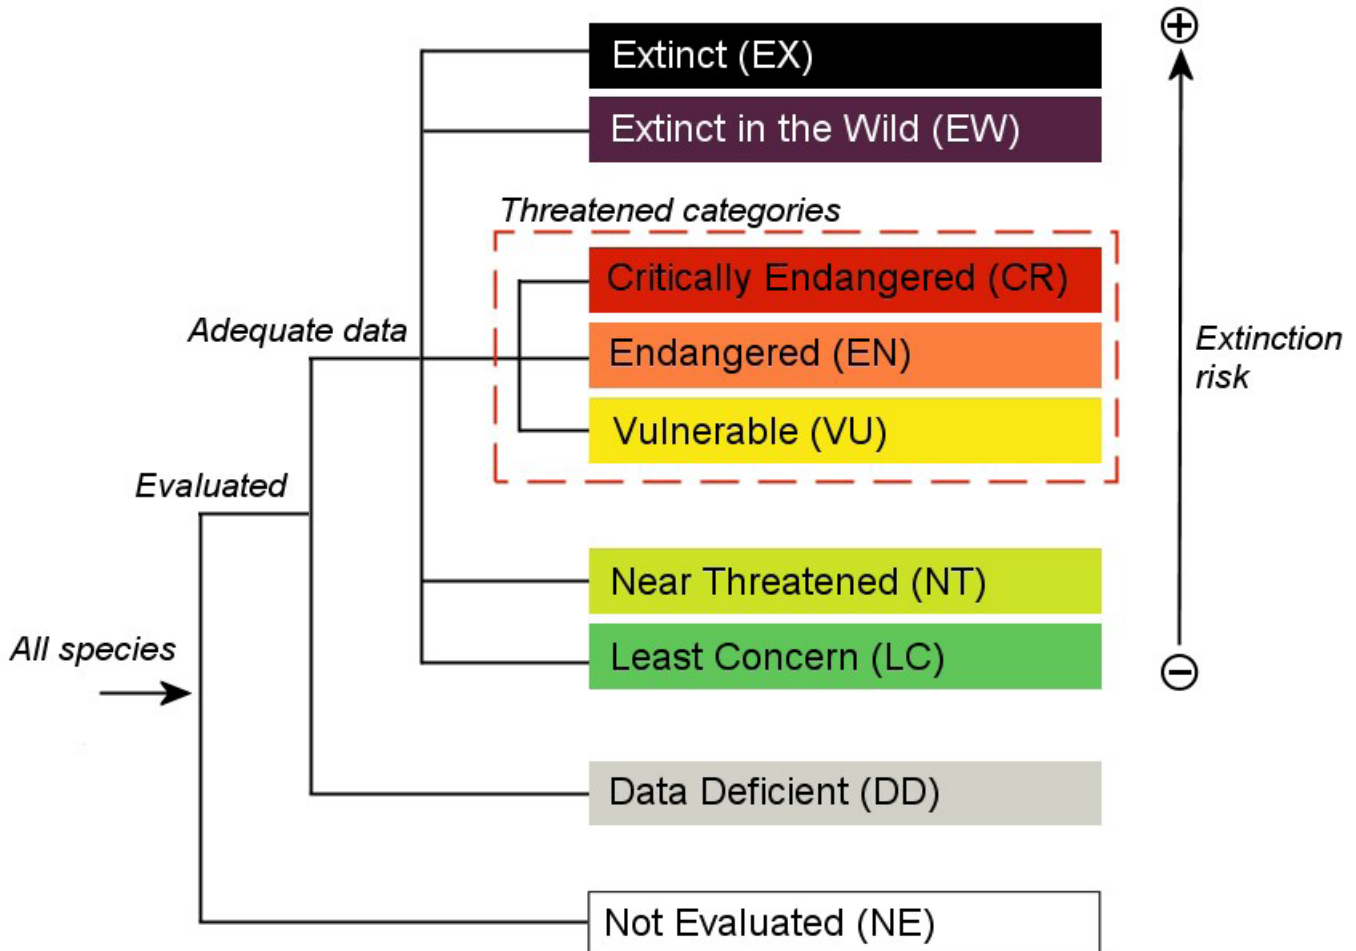 Extinct (EX)
Extinct in the Wild (EW)
Threatened categories
Critically Endangered (CR)
Adequate data
Endangered (EN)
Extinction
risk
Vulnerable (VU)
Evaluated
Near Threatened (NT)
All species
Least Concern (LC)
Data Deficient (DD)
Not Evaluated (NE)